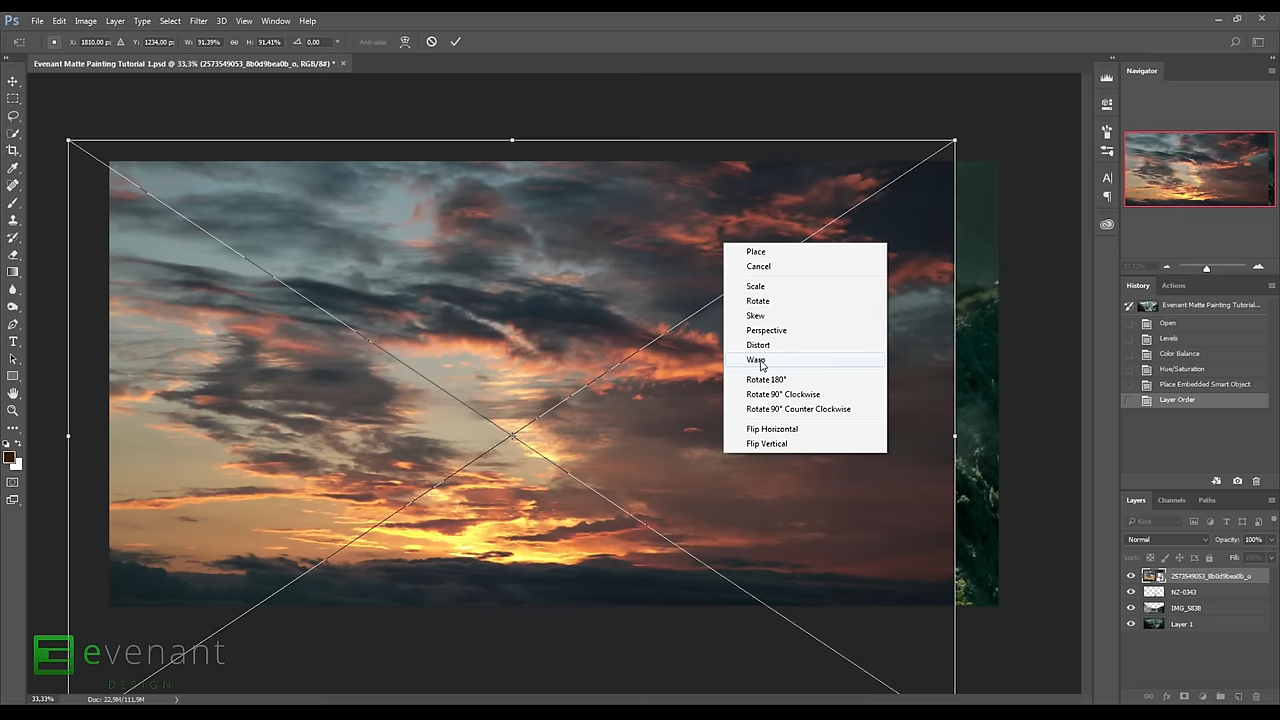 Ps File Edit Image Layer Type Select Filter 3D View Window Help
X: 1810,00 px Y: 1234,00 px W: 91,39% H: 91,41% 0,00 ° Anti-alias
Evenant Matte Painting Tutorial 1.psd @ 33,3% (2573549053_8b0d9bea0b_o, RGB/8#) * ×
Navigator
Place
Cancel
Scale
Rotate
Skew
Perspective
Distort
Warp
Rotate 180°
Rotate 90° Clockwise
Rotate 90° Counter Clockwise
Flip Horizontal
Flip Vertical
33,33%
History Actions
Evenant Matte Painting Tutorial...
Open
Levels
Color Balance
Hue/Saturation
Place Embedded Smart Object
Layer Order
Layers Channels Paths
Kind
Normal Opacity: 100%
Lock: Fill: 100%
2573549053_8b0d9bea0b_o
NZ-0343
IMG_5838
Layer 1
evenant
DESIGN
33,33% Doc: 22,9M/111,9M